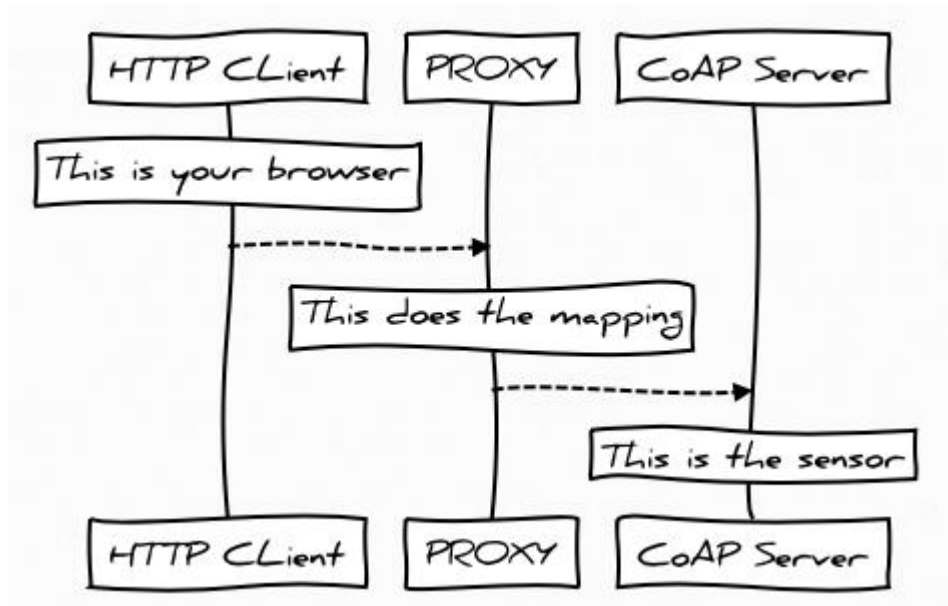 HTTP CLient
PROXY
CoAP Server
This is your browser
This does the mapping
This is the sensor
HTTP CLient
PROXY
CoAP Server